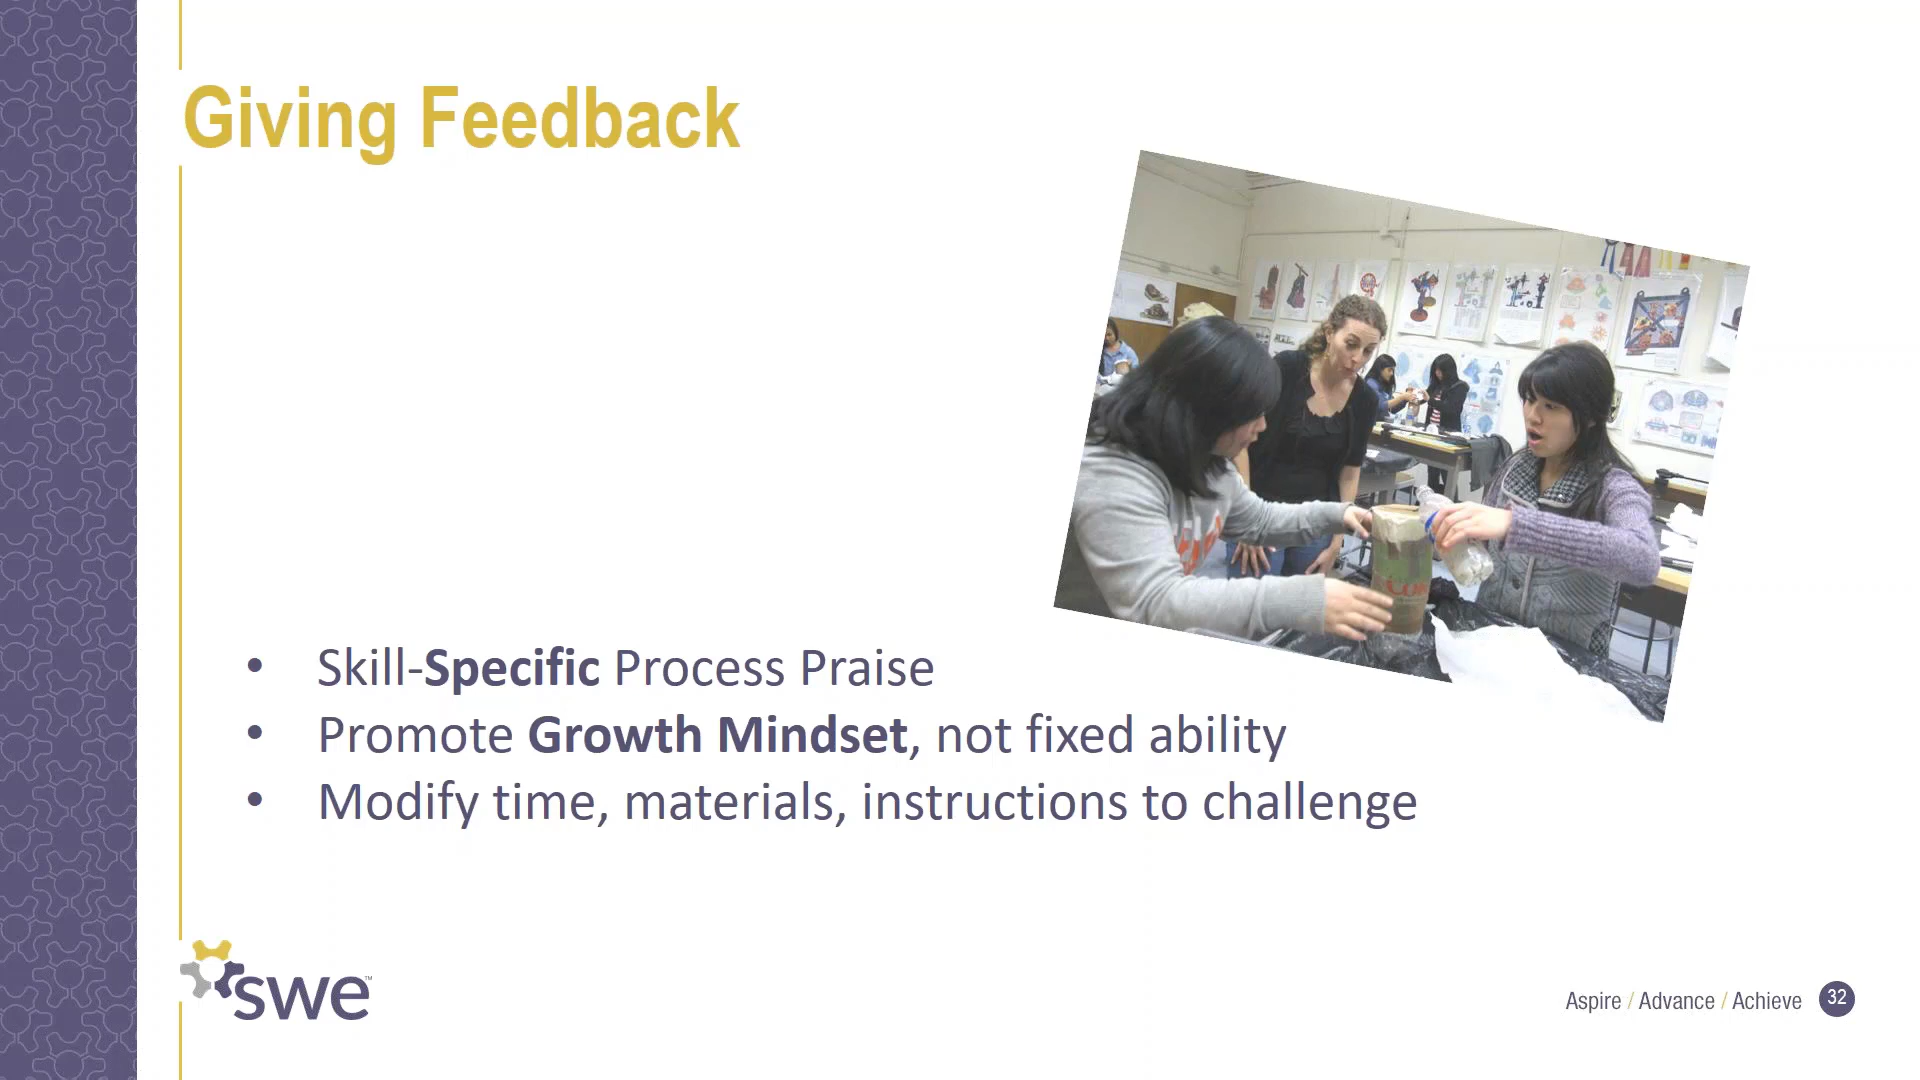 Giving Feedback
• Skill-Specific Process Praise
• Promote Growth Mindset, not fixed ability
• Modify time, materials, instructions to challenge
swe™
Aspire / Advance / Achieve 32